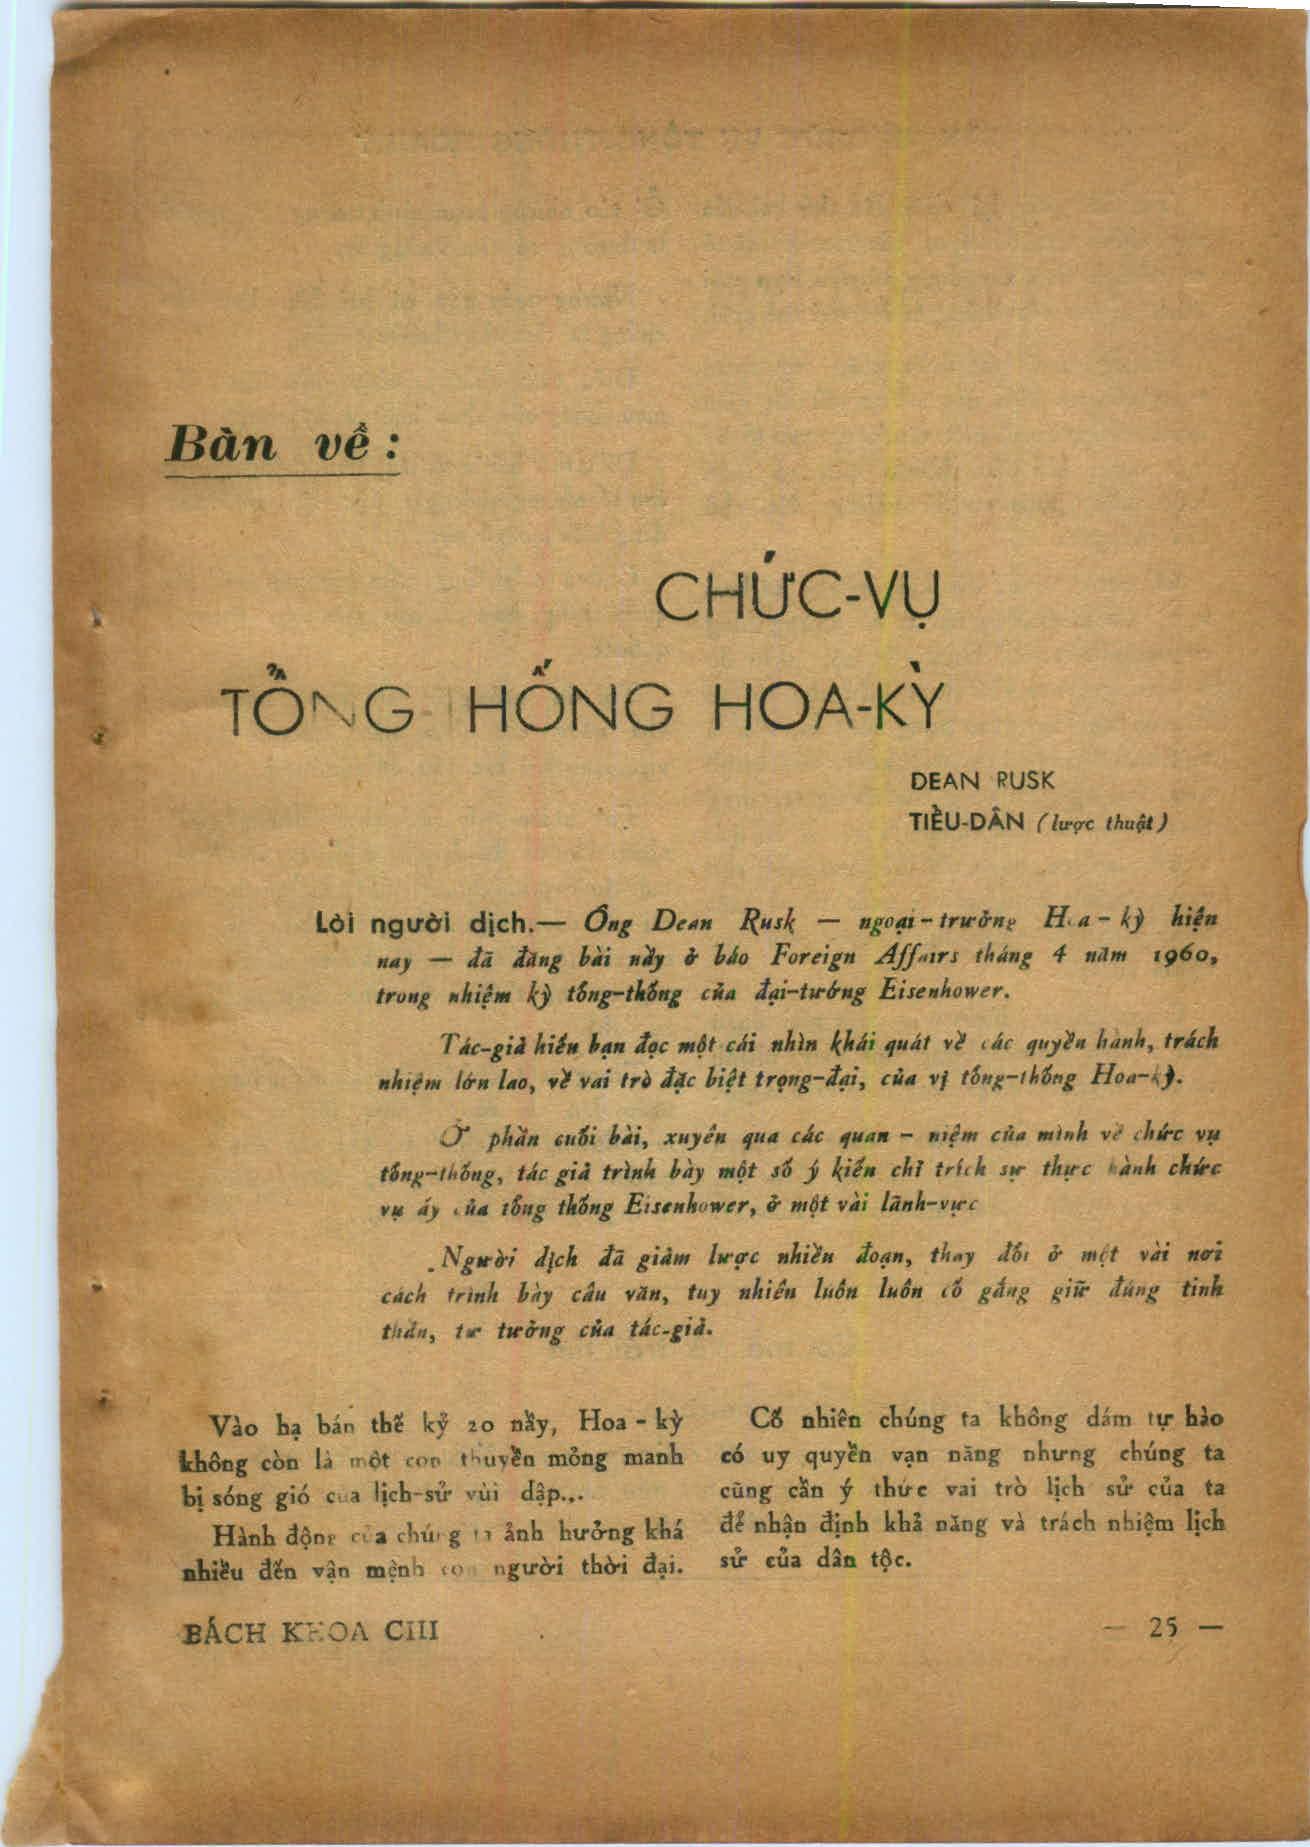 Bàn về :
CHỨC-VỤ
TỔNG HỐNG HOA-KỲ
DEAN RUSK
TIỀU-DÂN (lược thuật)
Lời người dịch.— Ông Dean Rusk — ngoại-trưởng Hoa-kỳ hiện
nay — đã đăng bài nầy ở báo Foreign Affairs tháng 4 năm 1960,
trong nhiệm kỳ tổng-thống của đại-tướng Eisenhower.
Tác-giả hiến bạn đọc một cái nhìn khái quát về các quyền hành, trách
nhiệm lớn lao, về vai trò đặc biệt trọng-đại, của vị tổng-thống Hoa-kỳ.
Ở phần cuối bài, xuyên qua các quan - niệm của mình về chức vụ
tổng-thống, tác giả trình bày một số ý kiến chỉ trích sự thực hành chức
vụ ấy của tổng thống Eisenhower, ở một vài lãnh-vực
Người dịch đã giảm lược nhiều đoạn, thay đổi ở một vài nơi
cách trình bày câu văn, tuy nhiên luôn luôn cố gắng giữ đúng tinh
thần, tư tưởng của tác-giả.
Vào hạ bán thế kỷ 20 nầy, Hoa - kỳ
không còn là một con thuyền mỏng manh
bị sóng gió của lịch-sử vùi dập...
Hành động của chúng ta ảnh hưởng khá
nhiều đến vận mệnh con người thời đại.
Cố nhiên chúng ta không dám tự hào
có uy quyền vạn năng nhưng chúng ta
cũng cần ý thức vai trò lịch sử của ta
để nhận định khả năng và trách nhiệm lịch
sử của dân tộc.
BÁCH KHOA CIII
— 25 —